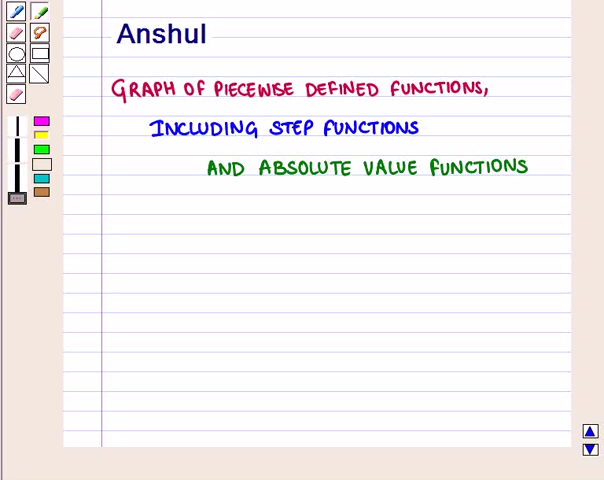 Anshul
GRAPH OF PIECEWISE DEFINED FUNCTIONS,
INCLUDING STEP FUNCTIONS
AND ABSOLUTE VALUE FUNCTIONS